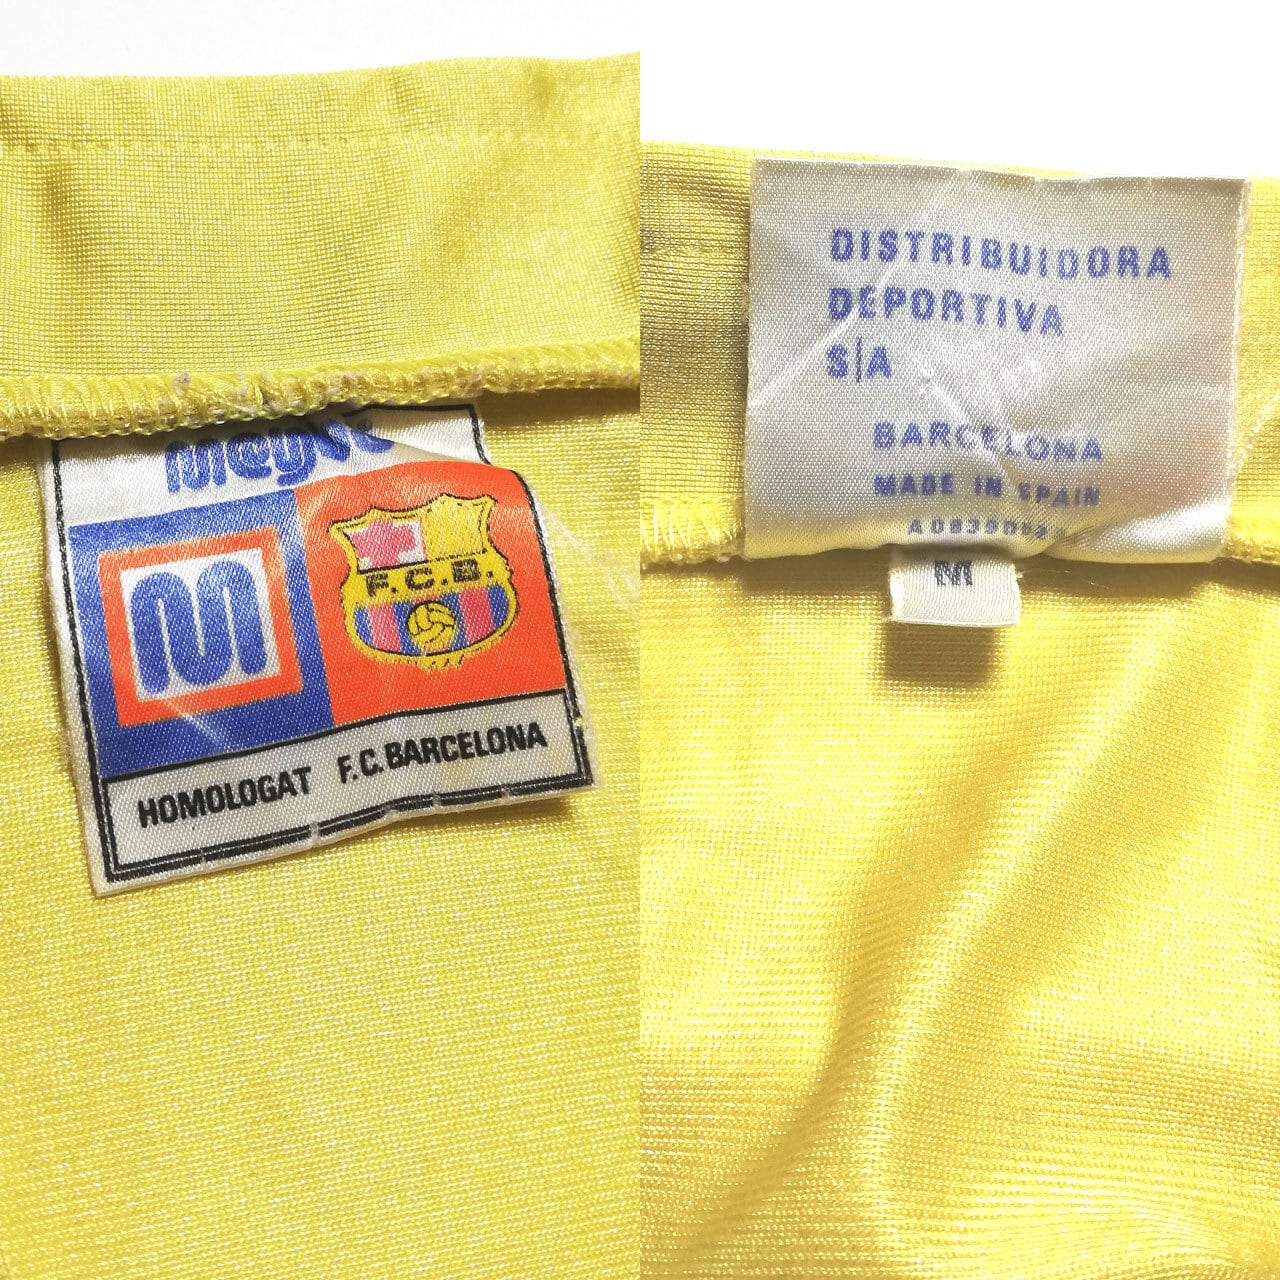 meyba
F.C.B.
HOMOLOGAT F.C.BARCELONA
DISTRIBUIDORA
DEPORTIVA
S/A
BARCELONA
MADE IN SPAIN
M